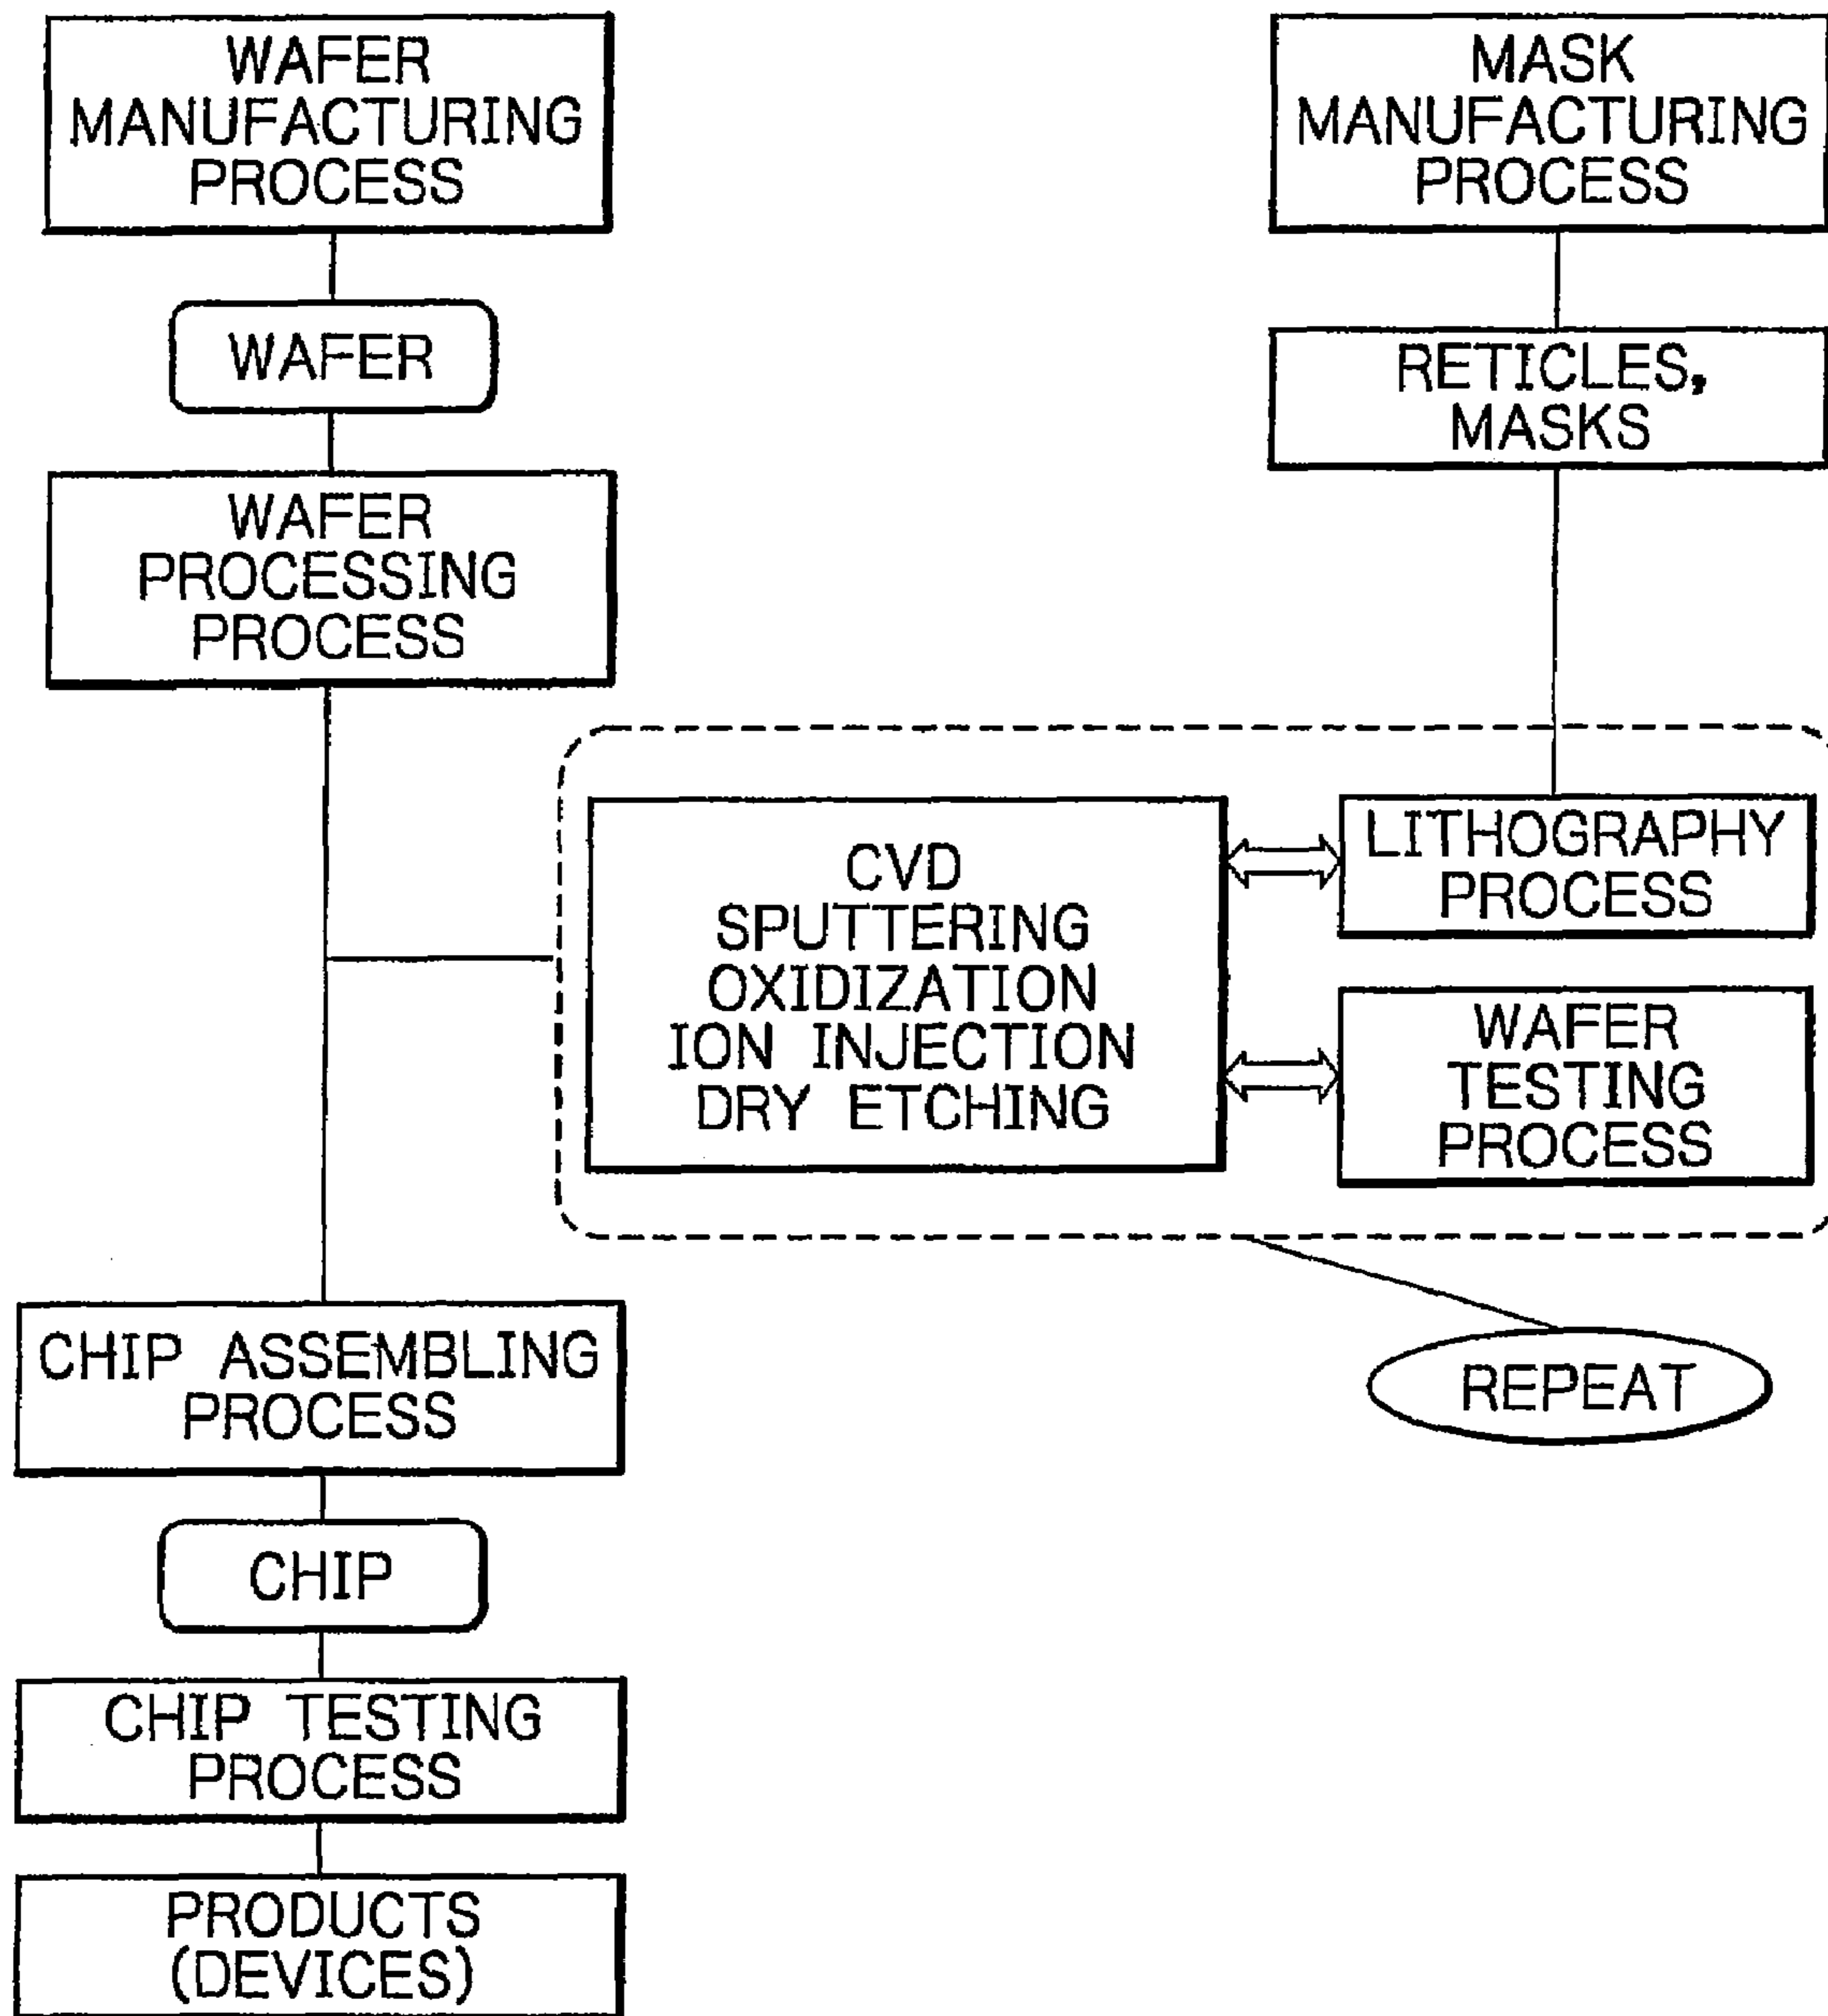 WAFER
MANUFACTURING
PROCESS
WAFER
WAFER
PROCESSING
PROCESS
MASK
MANUFACTURING
PROCESS
RETICLES,
MASKS
CVD
SPUTTERING
OXIDIZATION
ION INJECTION
DRY ETCHING
LITHOGRAPHY
PROCESS
WAFER
TESTING
PROCESS
REPEAT
CHIP ASSEMBLING
PROCESS
CHIP
CHIP TESTING
PROCESS
PRODUCTS
(DEVICES)